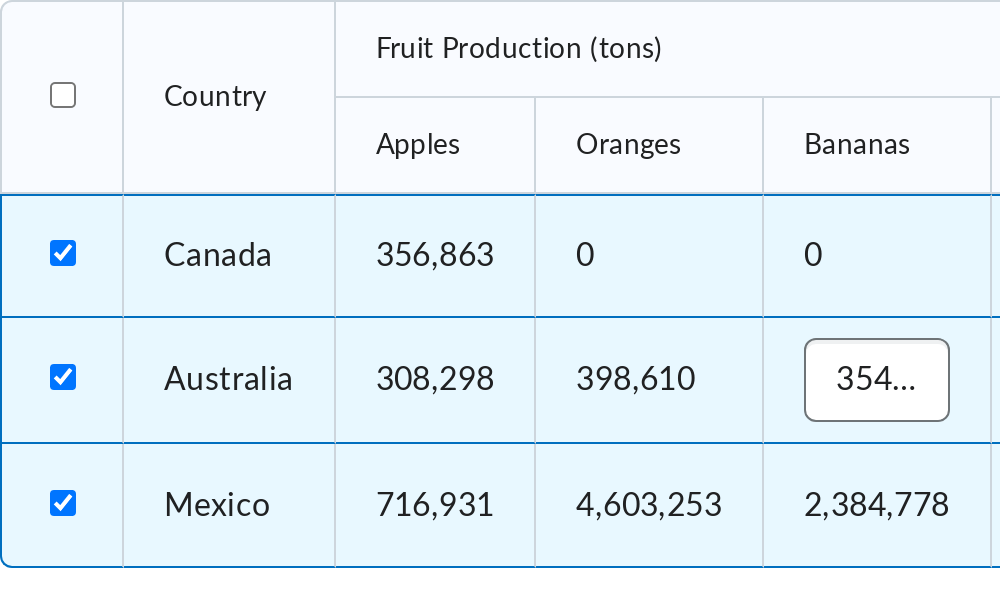 Fruit Production (tons)
Country
Apples Oranges Bananas
Canada 356,863 0 0
Australia 308,298 398,610 354...
Mexico 716,931 4,603,253 2,384,778